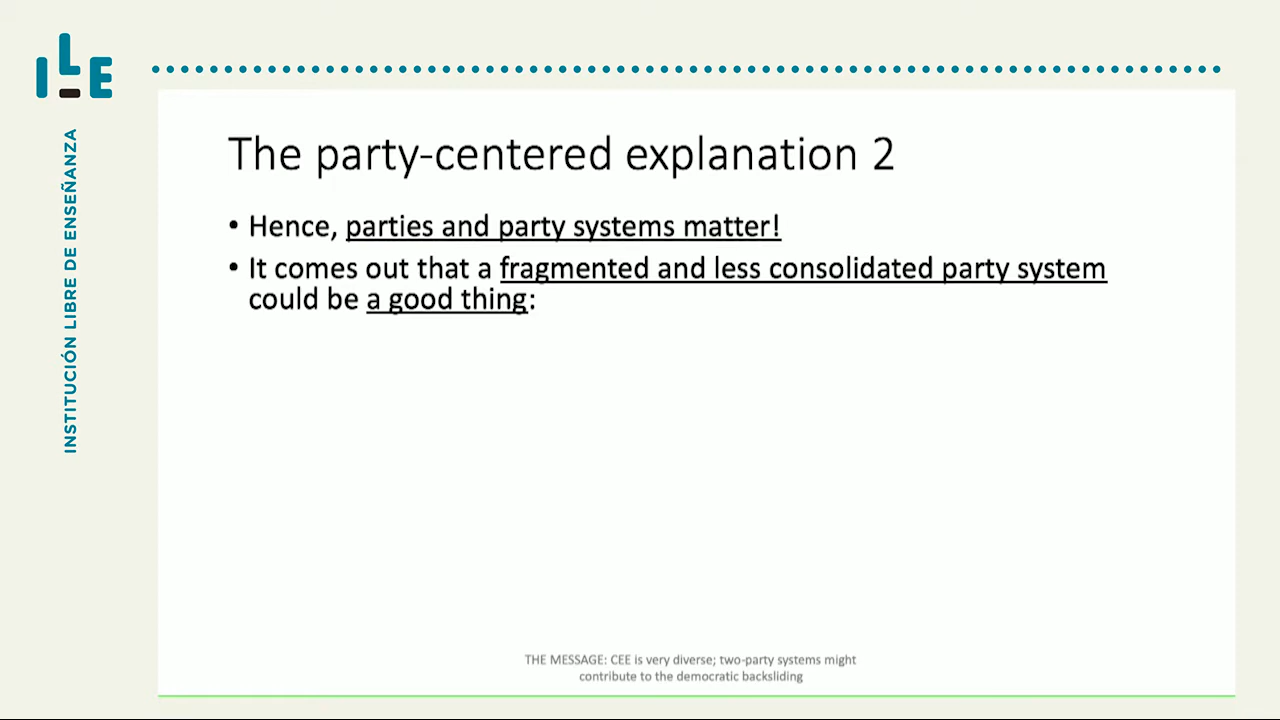 ILE
INSTITUCIÓN LIBRE DE ENSEÑANZA
The party-centered explanation 2
• Hence, parties and party systems matter!
• It comes out that a fragmented and less consolidated party system
could be a good thing:
THE MESSAGE: CEE is very diverse; two-party systems might
contribute to the democratic backsliding